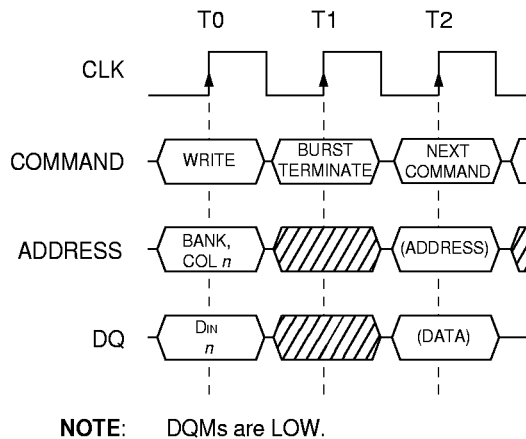 T0 T1 T2
CLK
COMMAND WRITE BURST TERMINATE NEXT COMMAND
ADDRESS BANK, COL n (ADDRESS)
DQ DIN n (DATA)
NOTE: DQMs are LOW.